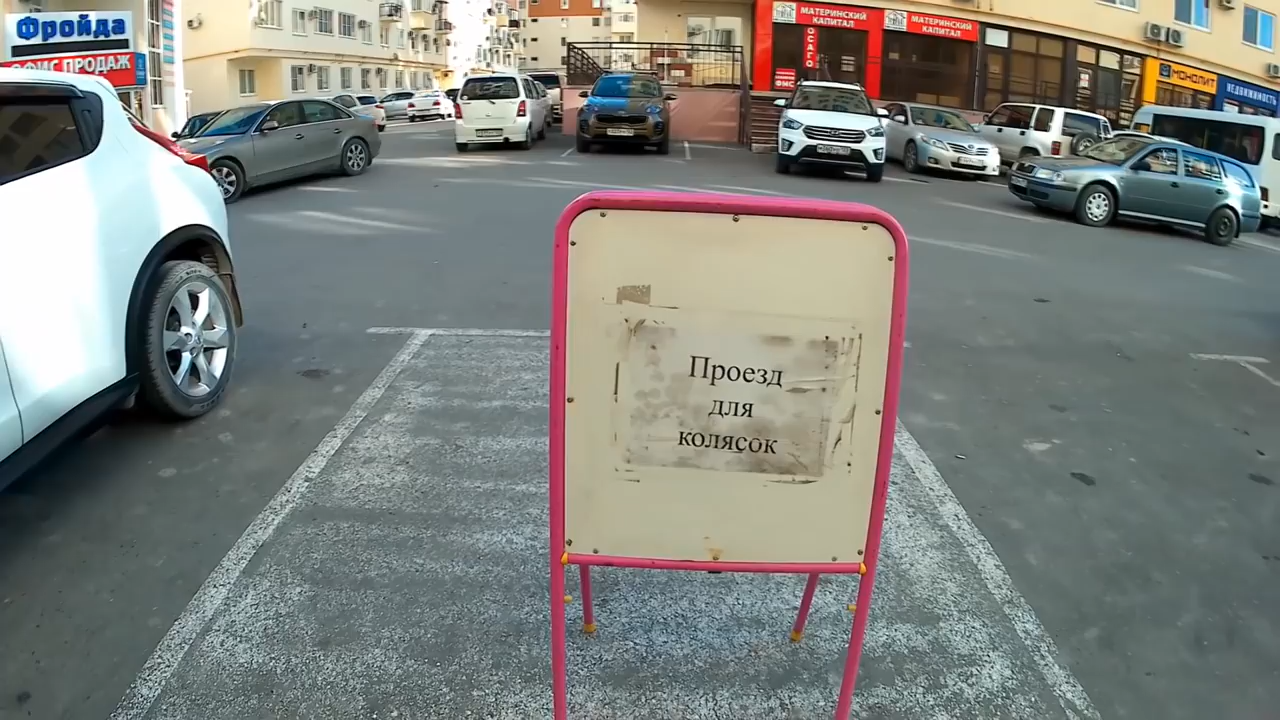 Фройда
ОФИС ПРОДАЖ
МАТЕРИНСКИЙ
КАПИТАЛ
МАТЕРИНСКИЙ
КАПИТАЛ
ОСАГО
МОНОЛИТ
НЕДВИЖИМОСТЬ
Проезд
для
колясок